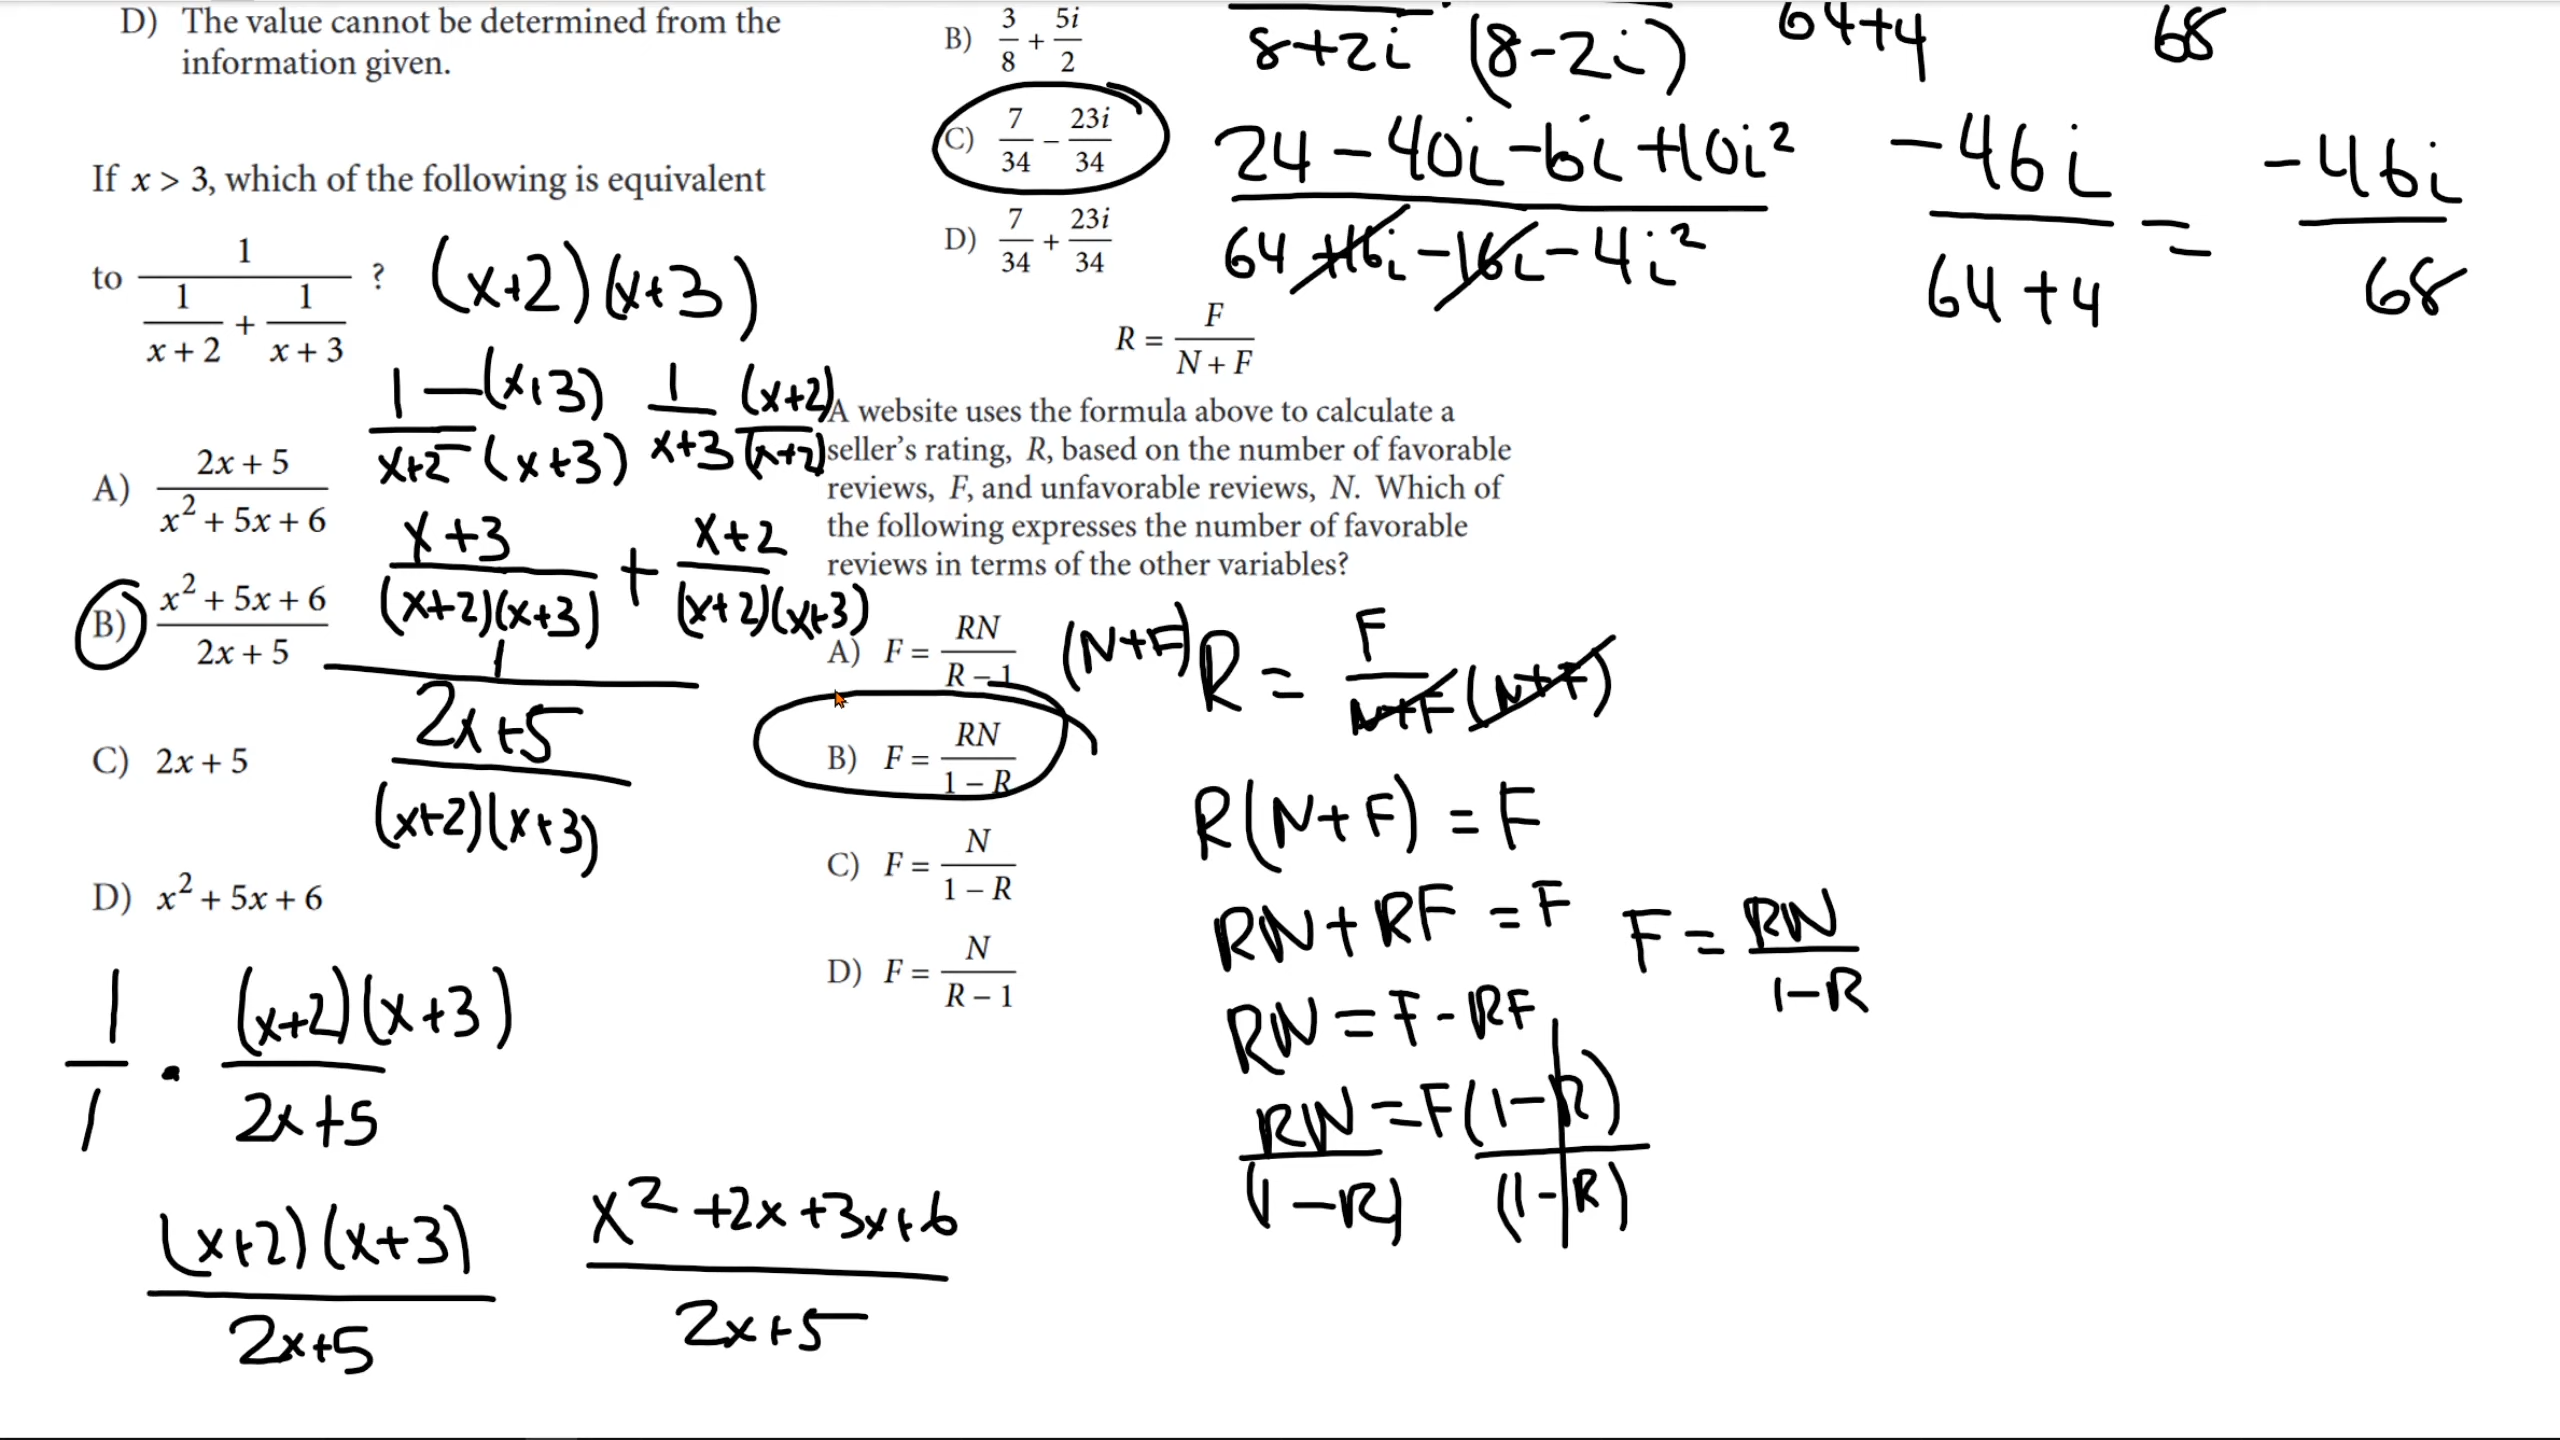 D) The value cannot be determined from the
information given.
If x > 3, which of the following is equivalent
to 1/(1/(x + 2) + 1/(x + 3)) ?
(x+2)(x+3)
1/(x+2) (x+3)/(x+3) 1/(x+3) (x+2)/(x+2)
A) (2x + 5)/(x² + 5x + 6)
(x+3)/((x+2)(x+3)) + (x+2)/((x+2)(x+3))
B) (x² + 5x + 6)/(2x + 5)
1/((2x+5)/((x+2)(x+3)))
C) 2x + 5
D) x² + 5x + 6
1/1 · ((x+2)(x+3))/(2x+5)
((x+2)(x+3))/(2x+5)
(x² +2x +3x+6)/(2x+5)
B) 3/8 + 5i/2
C) 7/34 − 23i/34
D) 7/34 + 23i/34
8+2i (8-2i)
64+4
68
(24 - 40i - 6i + 10i²)/(64 +16i -16i -4i²)
-46i/(64+4) = -46i/68
R = F/(N + F)
A website uses the formula above to calculate a
seller's rating, R, based on the number of favorable
reviews, F, and unfavorable reviews, N. Which of
the following expresses the number of favorable
reviews in terms of the other variables?
A) F = RN/(R − 1)
B) F = RN/(1 − R)
C) F = N/(1 − R)
D) F = N/(R − 1)
(N+F)R = F/(N+F) (N+F)
R(N+F) = F
RN+RF = F
RN = F - RF
RN/(1-R) = F(1-R)/(1-R)
F = RN/(1-R)